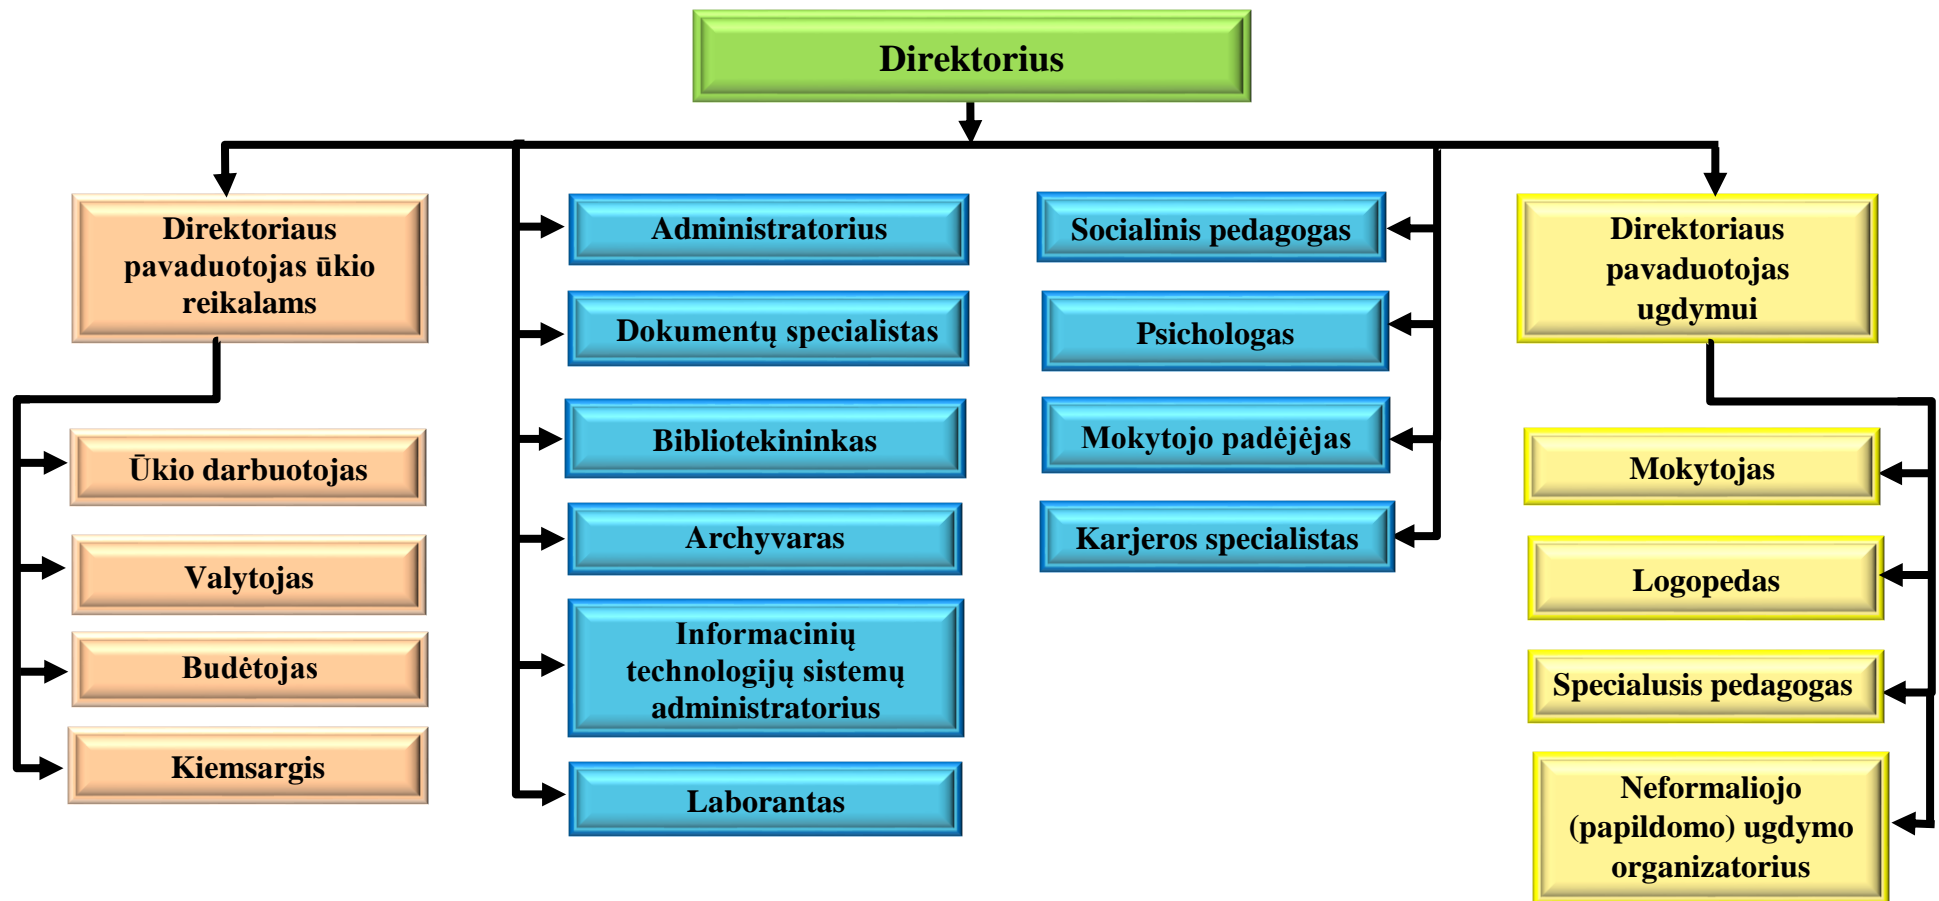 Direktorius
Direktoriaus
pavaduotojas ūkio
reikalams
Ūkio darbuotojas
Valytojas
Budėtojas
Kiemsargis
Administratorius
Dokumentų specialistas
Bibliotekininkas
Archyvaras
Informacinių
technologijų sistemų
administratorius
Laborantas
Socialinis pedagogas
Psichologas
Mokytojo padėjėjas
Karjeros specialistas
Direktoriaus
pavaduotojas
ugdymui
Mokytojas
Logopedas
Specialusis pedagogas
Neformaliojo
(papildomo) ugdymo
organizatorius